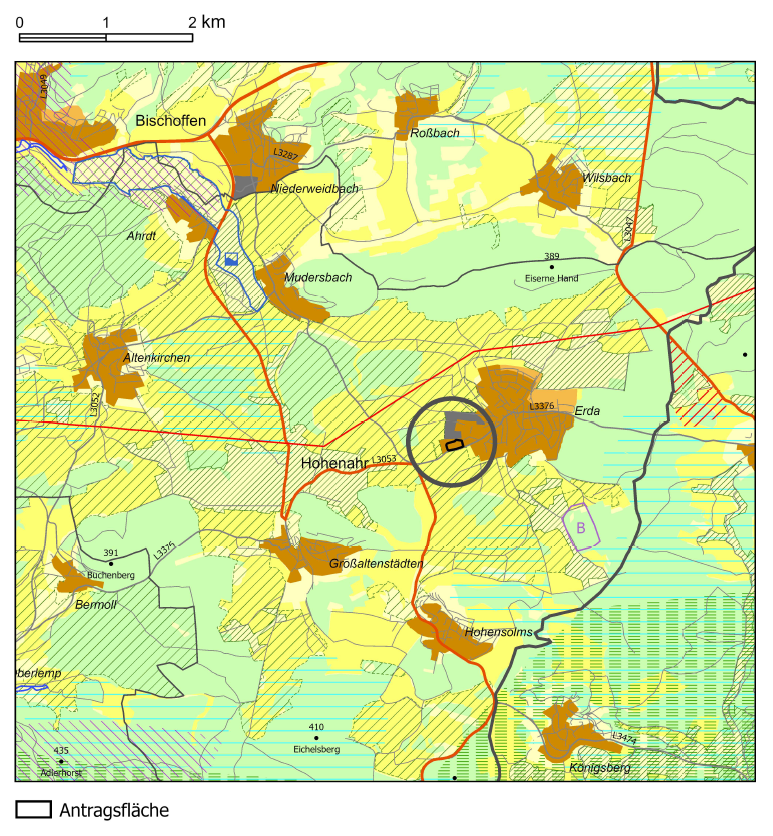 0 1 2 km
L3049
Bischoffen
Roßbach
L3287
Niederweidbach
Wilsbach
Ahrdt
L3047
389
Eiserne Hand
Mudersbach
Altenkirchen
L3052
L3376
Erda
Hohenahr
L3053
B
391
Buchenberg
L3375
Großaltenstädten
Bermoll
Hohensolms
berlemp
410
Eichelsberg
435
Adlerhorst
L3474
Königsberg
Antragsfläche